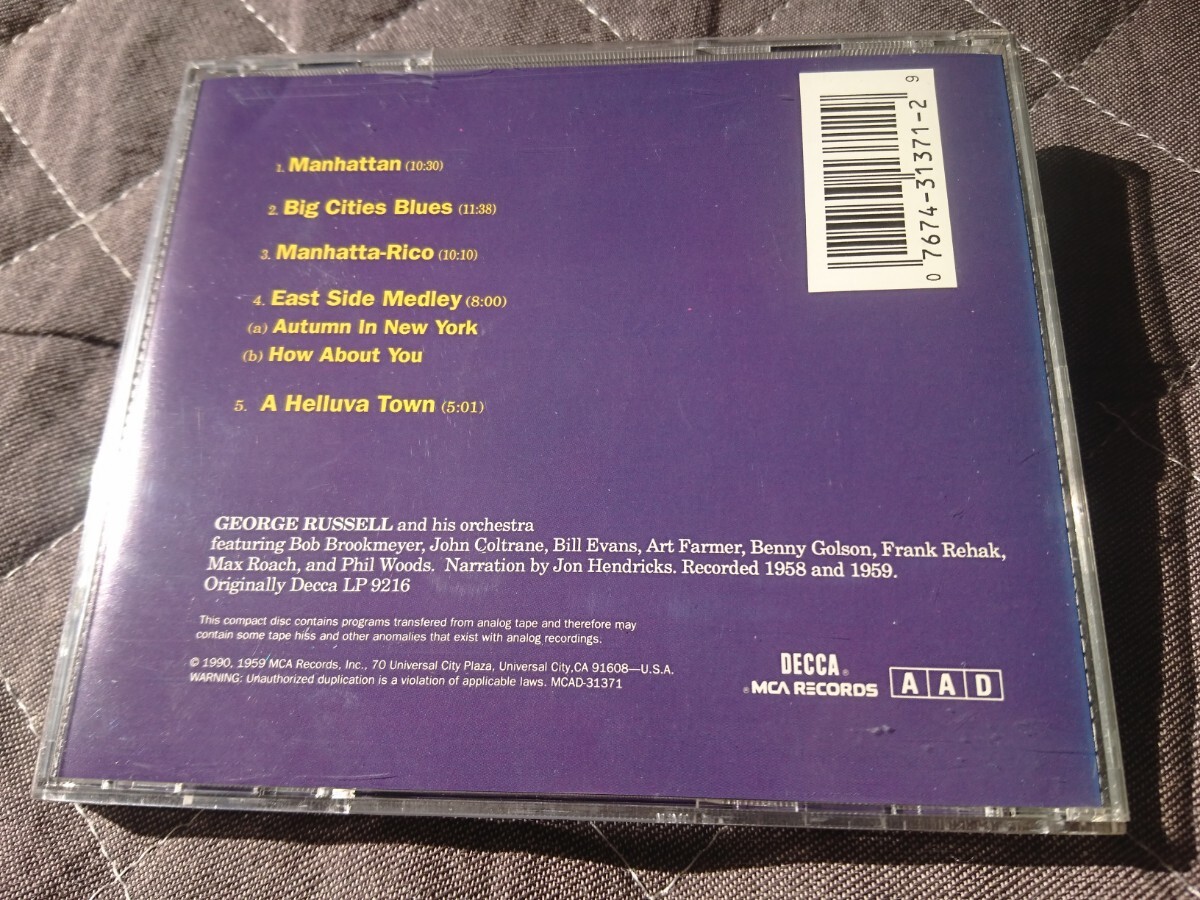 1. Manhattan (10:30)
2. Big Cities Blues (11:38)
3. Manhatta-Rico (10:10)
4. East Side Medley (8:00)
(a) Autumn In New York
(b) How About You
5. A Helluva Town (5:01)
0 7674-31371-2 9
GEORGE RUSSELL and his orchestra
featuring Bob Brookmeyer, John Coltrane, Bill Evans, Art Farmer, Benny Golson, Frank Rehak,
Max Roach, and Phil Woods. Narration by Jon Hendricks. Recorded 1958 and 1959.
Originally Decca LP 9216
This compact disc contains programs transfered from analog tape and therefore may
contain some tape hiss and other anomalies that exist with analog recordings.
© 1990, 1959 MCA Records, Inc., 70 Universal City Plaza, Universal City, CA 91608—U.S.A.
WARNING: Unauthorized duplication is a violation of applicable laws. MCAD-31371
DECCA®
®MCA RECORDS
AAD